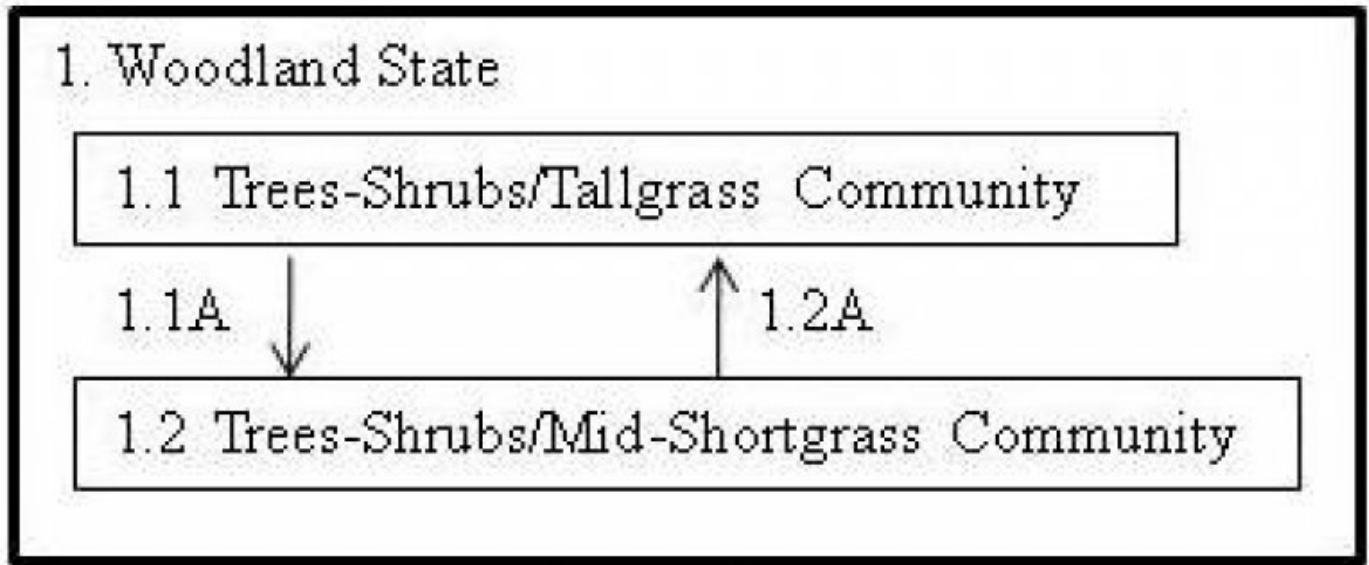 1. Woodland State
1.1 Trees-Shrubs/Tallgrass Community
1.1A
1.2A
1.2 Trees-Shrubs/Mid-Shortgrass Community